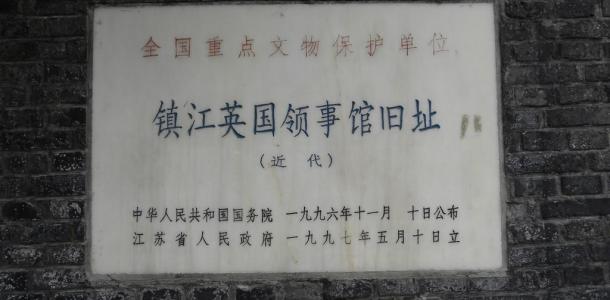 全国重点文物保护单位
镇江英国领事馆旧址
(近 代)
中华人民共和国国务院 一九九六年十一月 十日公布
江苏省人民政府 一九九七年五月十日立